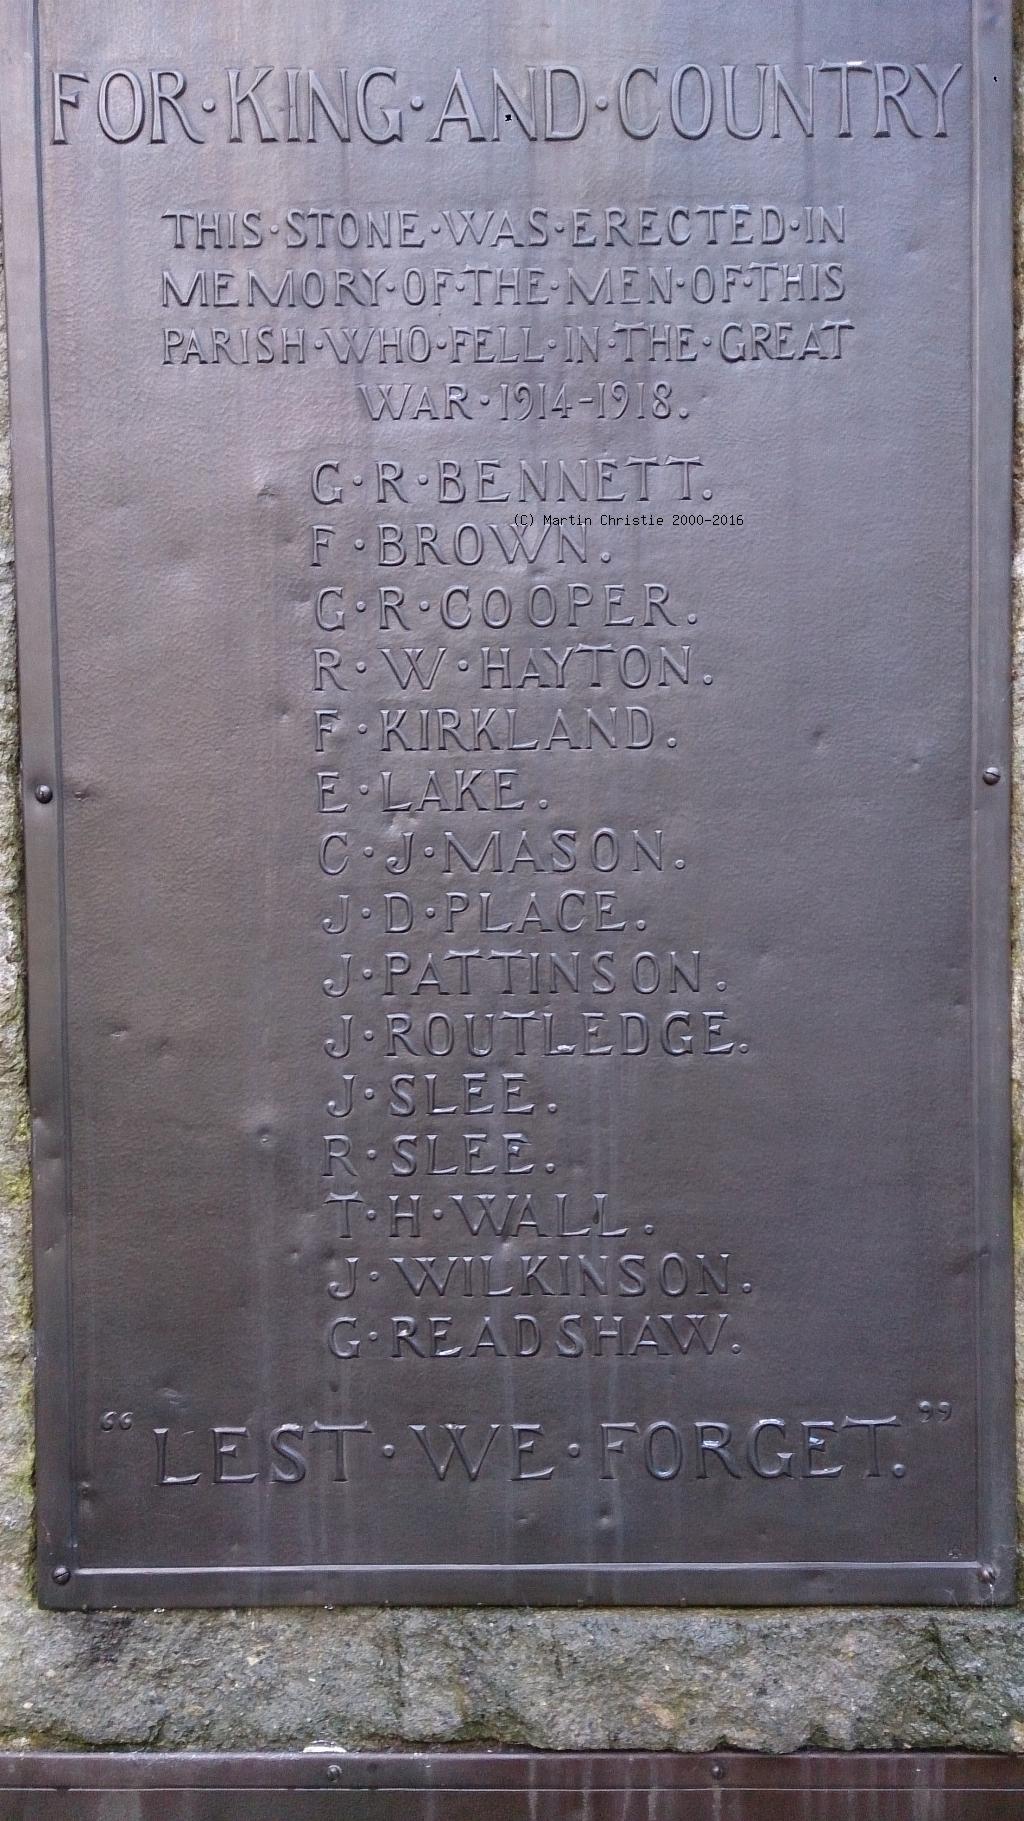 FOR·KING·AND·COUNTRY
THIS·STONE·WAS·ERECTED·IN
MEMORY·OF·THE·MEN·OF·THIS
PARISH·WHO·FELL·IN·THE·GREAT
WAR·1914-1918.
G·R·BENNETT.
(C) Martin Christie 2000-2016
F·BROWN.
G·R·COOPER.
R·W·HAYTON.
F·KIRKLAND.
E·LAKE.
C·J·MASON.
J·D·PLACE.
J·PATTINSON.
J·ROUTLEDGE.
J·SLEE.
R·SLEE.
T·H·WALL.
J·WILKINSON.
G·READSHAW.
“LEST·WE·FORGET.”